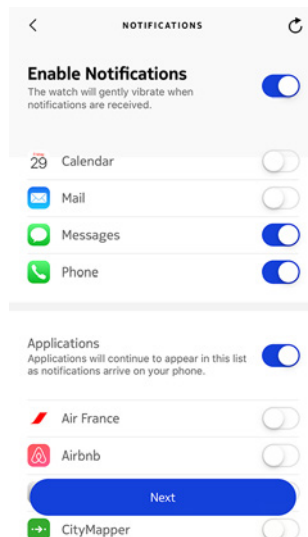 NOTIFICATIONS
Enable Notifications
The watch will gently vibrate when
notifications are received.
29 Calendar
Mail
Messages
Phone
Applications
Applications will continue to appear in this list
as notifications arrive on your phone.
Air France
Airbnb
Next
CityMapper